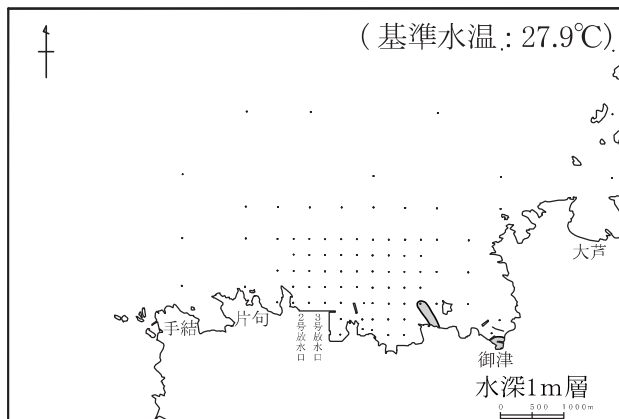 (基準水温：27.9℃)
大芦
手結
片句
2号放水口
3号放水口
御津
水深1m層
0 500 1000m